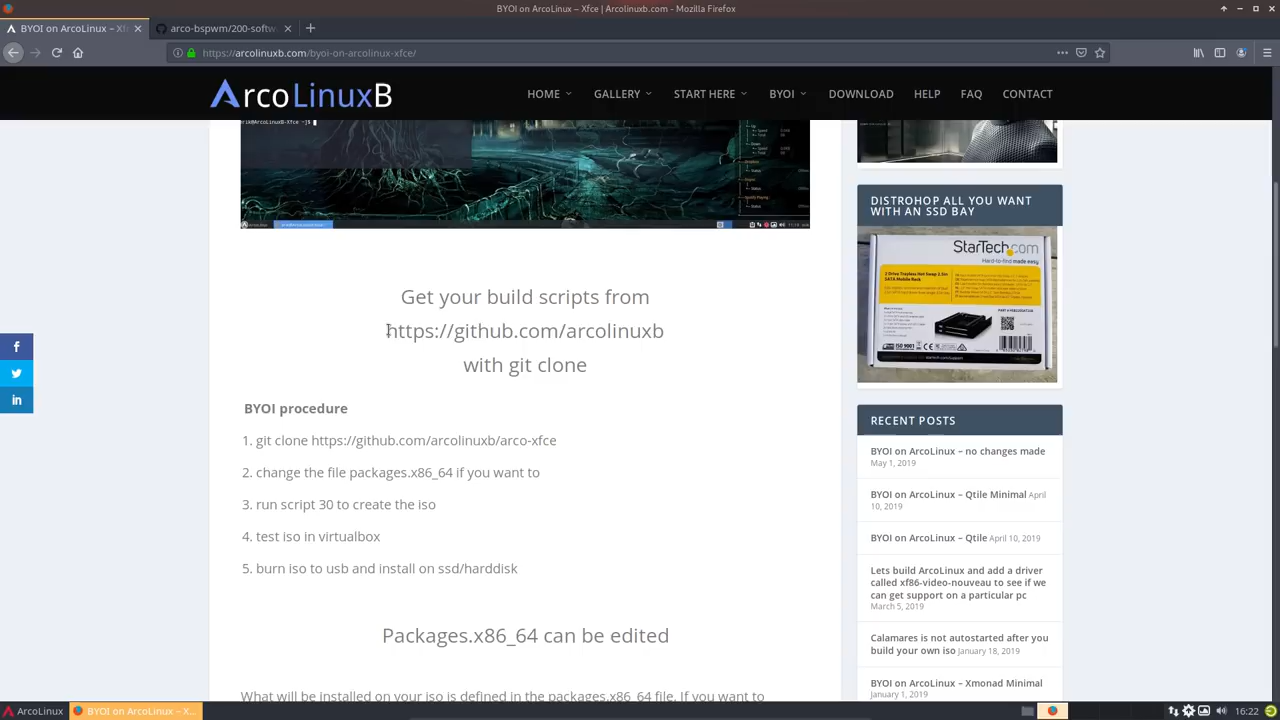 BYOI on ArcoLinux – Xfce | Arcolinuxb.com - Mozilla Firefox
BYOI on ArcoLinux – Xf
arco-bspwm/200-softw
https://arcolinuxb.com/byoi-on-arcolinux-xfce/
ArcoLinuxB
HOME
GALLERY
START HERE
BYOI
DOWNLOAD
HELP
FAQ
CONTACT
DISTROHOP ALL YOU WANT
WITH AN SSD BAY
StarTech.com
Hard-to-find made easy
Get your build scripts from
https://github.com/arcolinuxb
with git clone
BYOI procedure
1. git clone https://github.com/arcolinuxb/arco-xfce
2. change the file packages.x86_64 if you want to
3. run script 30 to create the iso
4. test iso in virtualbox
5. burn iso to usb and install on ssd/harddisk
Packages.x86_64 can be edited
What will be installed on your iso is defined in the packages.x86_64 file. If you want to
RECENT POSTS
BYOI on ArcoLinux – no changes made
May 1, 2019
BYOI on ArcoLinux – Qtile Minimal April
10, 2019
BYOI on ArcoLinux – Qtile April 10, 2019
Lets build ArcoLinux and add a driver
called xf86-video-nouveau to see if we
can get support on a particular pc
March 5, 2019
Calamares is not autostarted after you
build your own iso January 18, 2019
BYOI on ArcoLinux – Xmonad Minimal
January 1, 2019
ArcoLinux
BYOI on ArcoLinux – X...
16:22